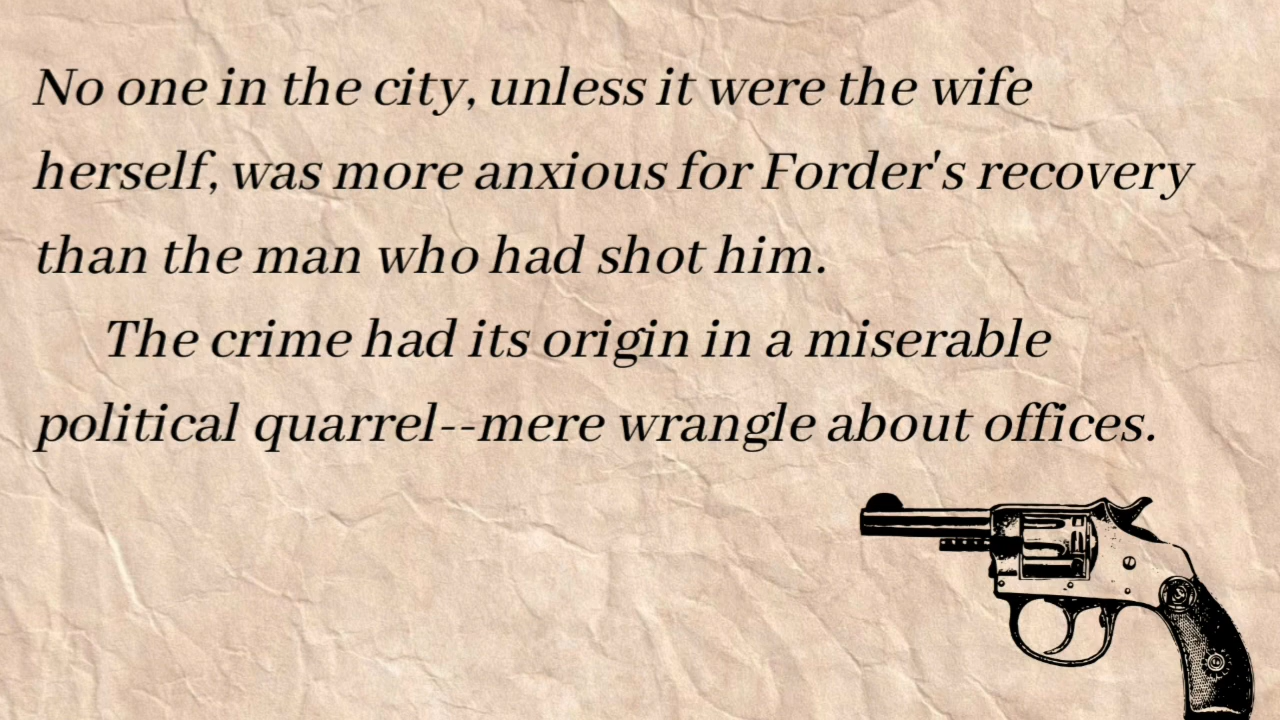 No one in the city, unless it were the wife
herself, was more anxious for Forder's recovery
than the man who had shot him.
The crime had its origin in a miserable
political quarrel--mere wrangle about offices.